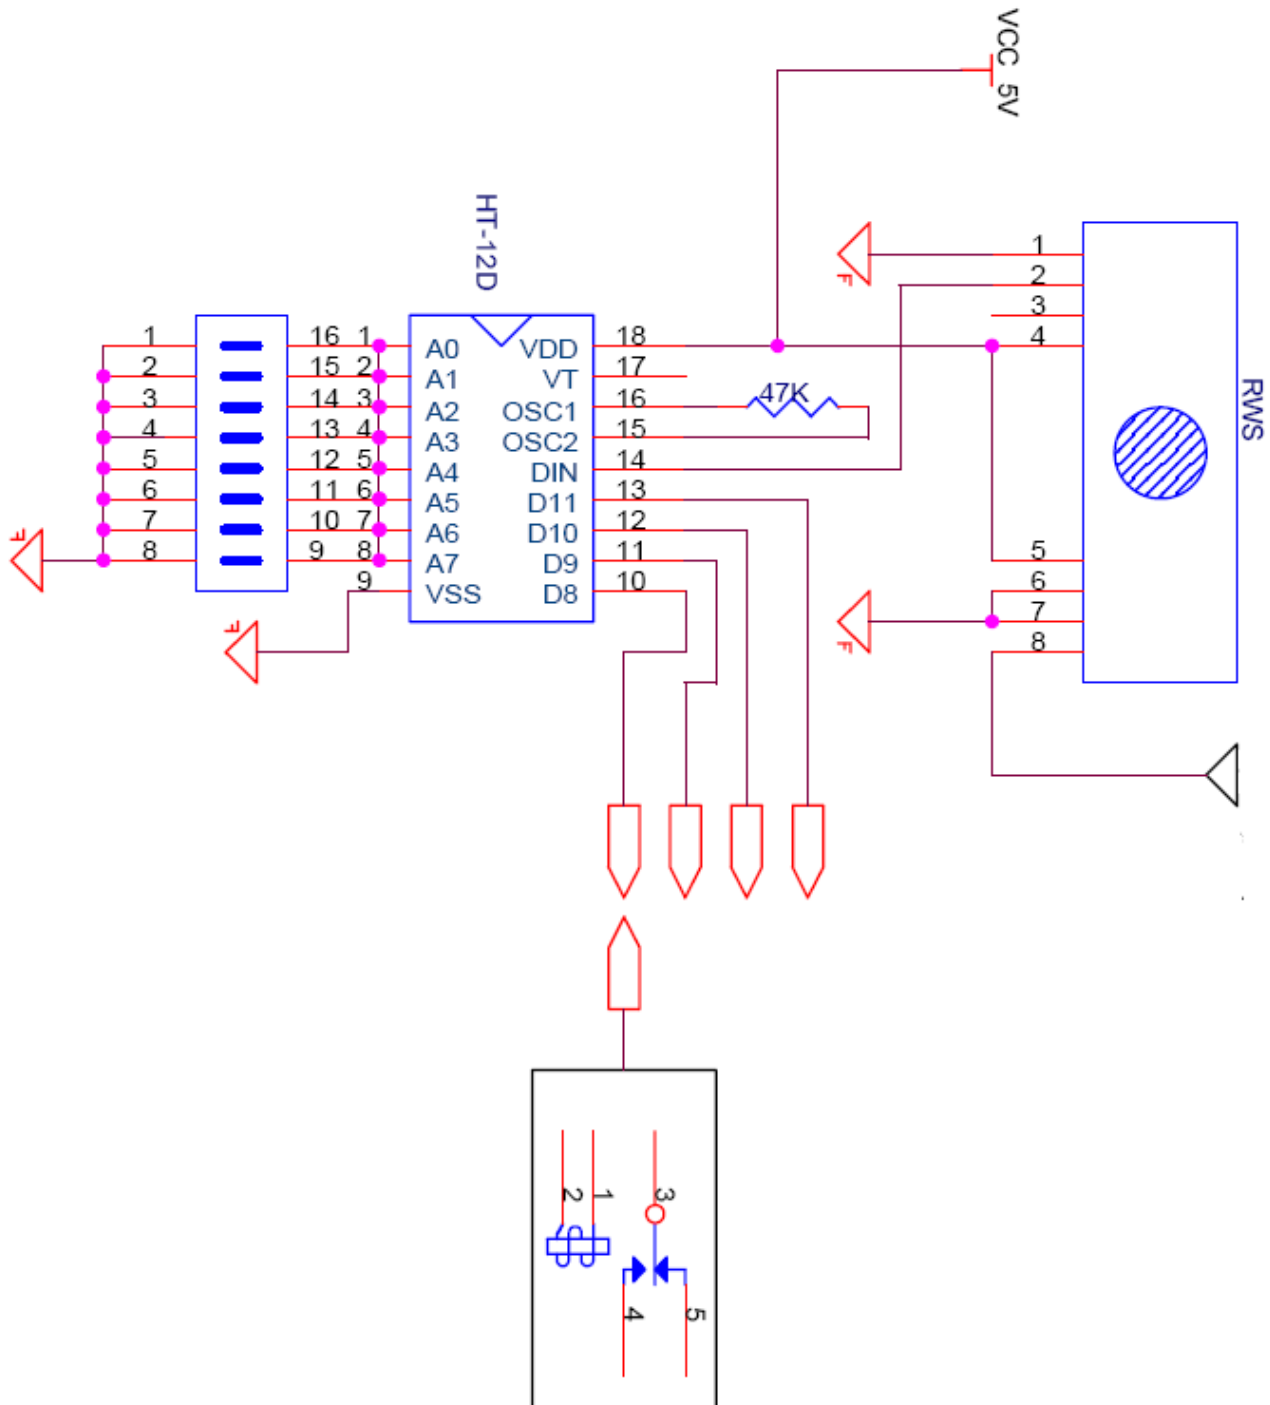 VCC 5V
RWS
1
2
3
4
5
6
7
8
HT-12D
1 16 1 A0 VDD 18
2 15 2 A1 VT 17
3 14 3 A2 OSC1 16 47K
4 13 4 A3 OSC2 15
5 12 5 A4 DIN 14
6 11 6 A5 D11 13
7 10 7 A6 D10 12
8 9 8 A7 D9 11
9 VSS D8 10
F
F
F
F
2 1 3
4 5